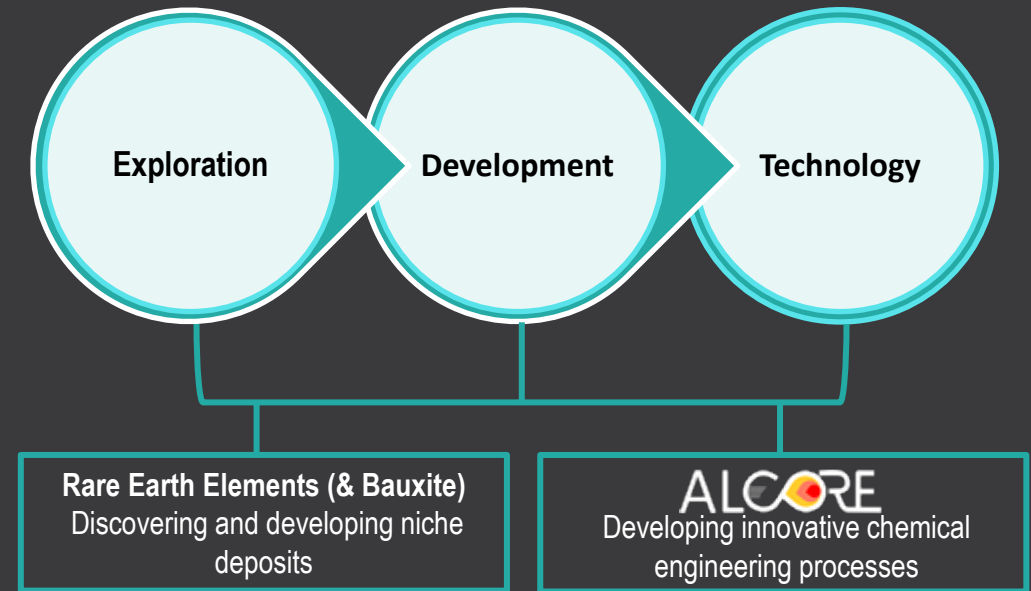 Exploration
Development
Technology
Rare Earth Elements (& Bauxite)
Discovering and developing niche
deposits
ALCORE
Developing innovative chemical
engineering processes